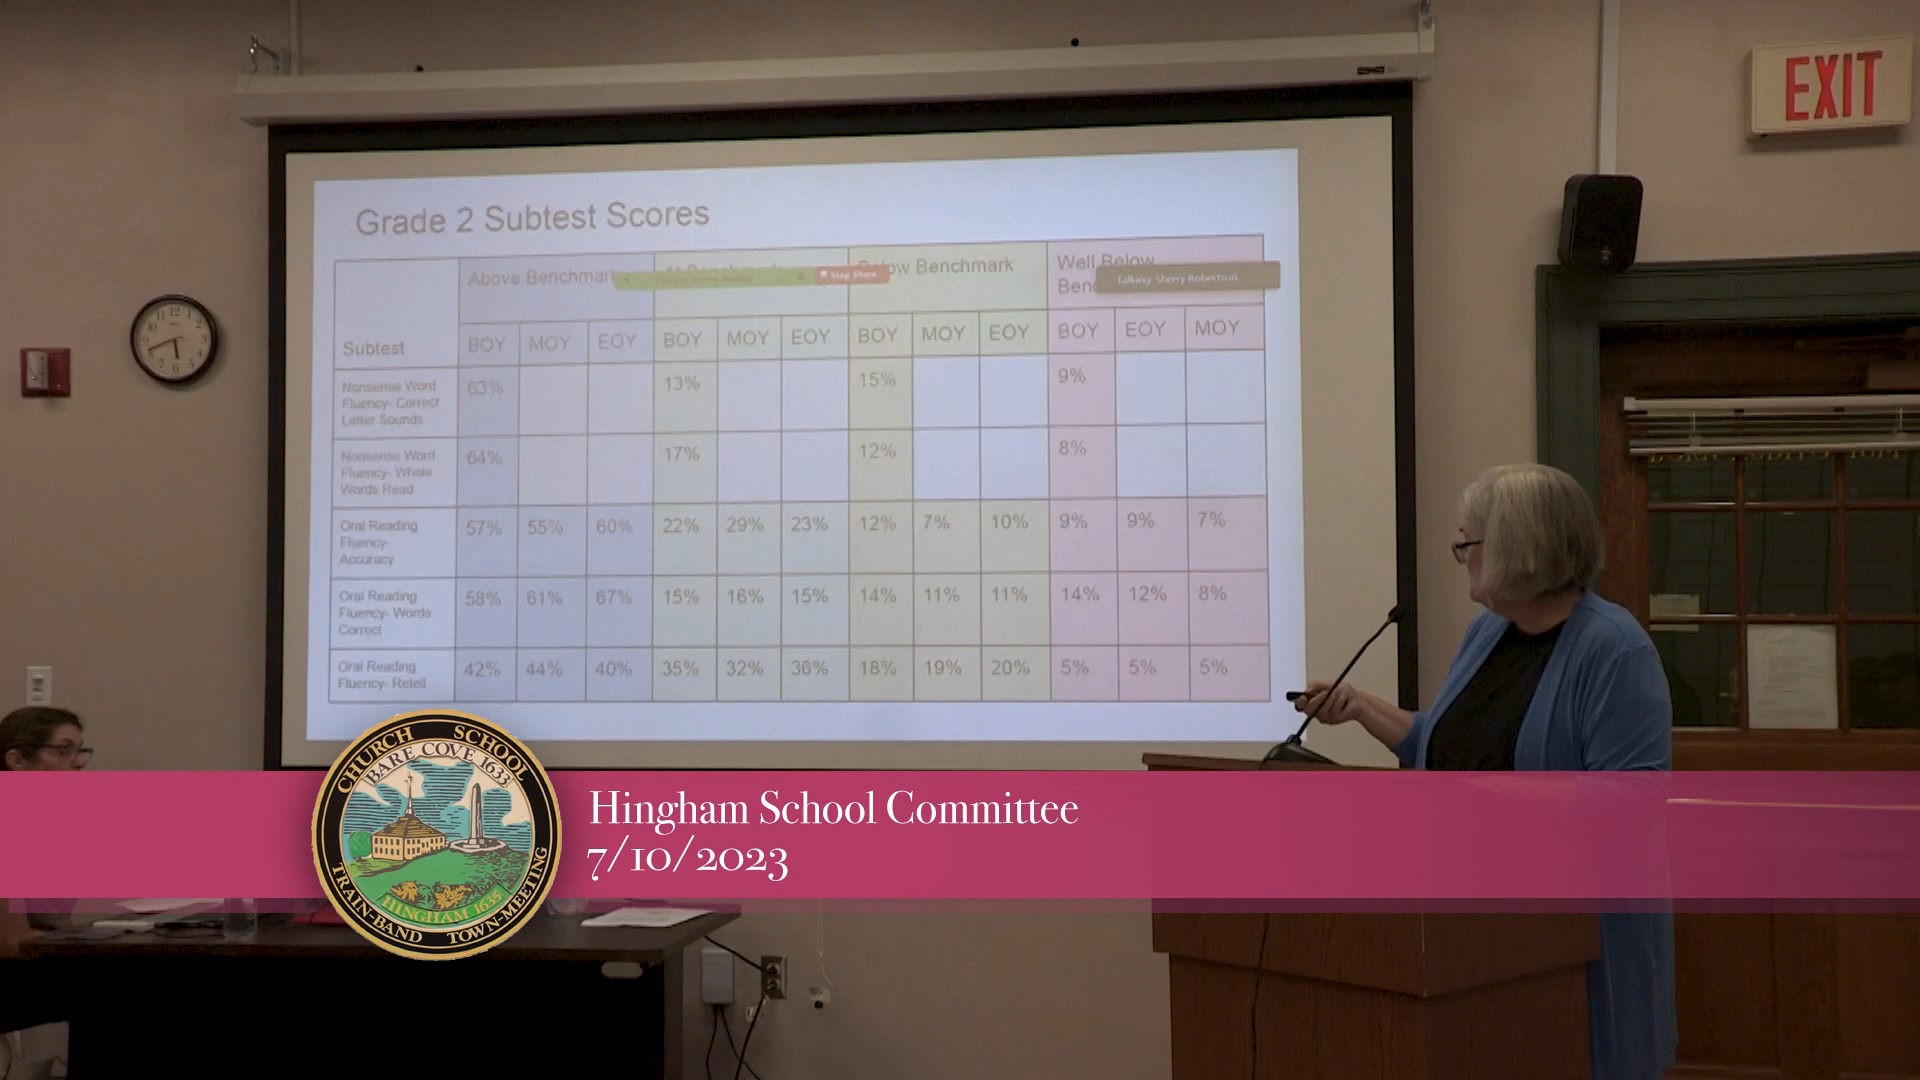 EXIT
Grade 2 Subtest Scores
Subtest
Above Benchmark
Below Benchmark
Well Below
Stop Share
Talking: Sherry Robertson
BOY MOY EOY BOY MOY EOY BOY MOY EOY BOY EOY MOY
Nonsense Word
Fluency- Correct
Letter Sounds
63% 13% 15% 9%
Nonsense Word
Fluency- Whole
Words Read
64% 17% 12% 8%
Oral Reading
Fluency-
Accuracy
57% 55% 60% 22% 29% 23% 12% 7% 10% 9% 9% 7%
Oral Reading
Fluency- Words
Correct
58% 61% 67% 15% 16% 15% 14% 11% 11% 14% 12% 8%
Oral Reading
Fluency- Retell
42% 44% 40% 35% 32% 36% 18% 19% 20% 5% 5% 5%
CHURCH SCHOOL
BARE COVE 1633
HINGHAM 1635
TRAIN-BAND TOWN-MEETING
Hingham School Committee
7/10/2023